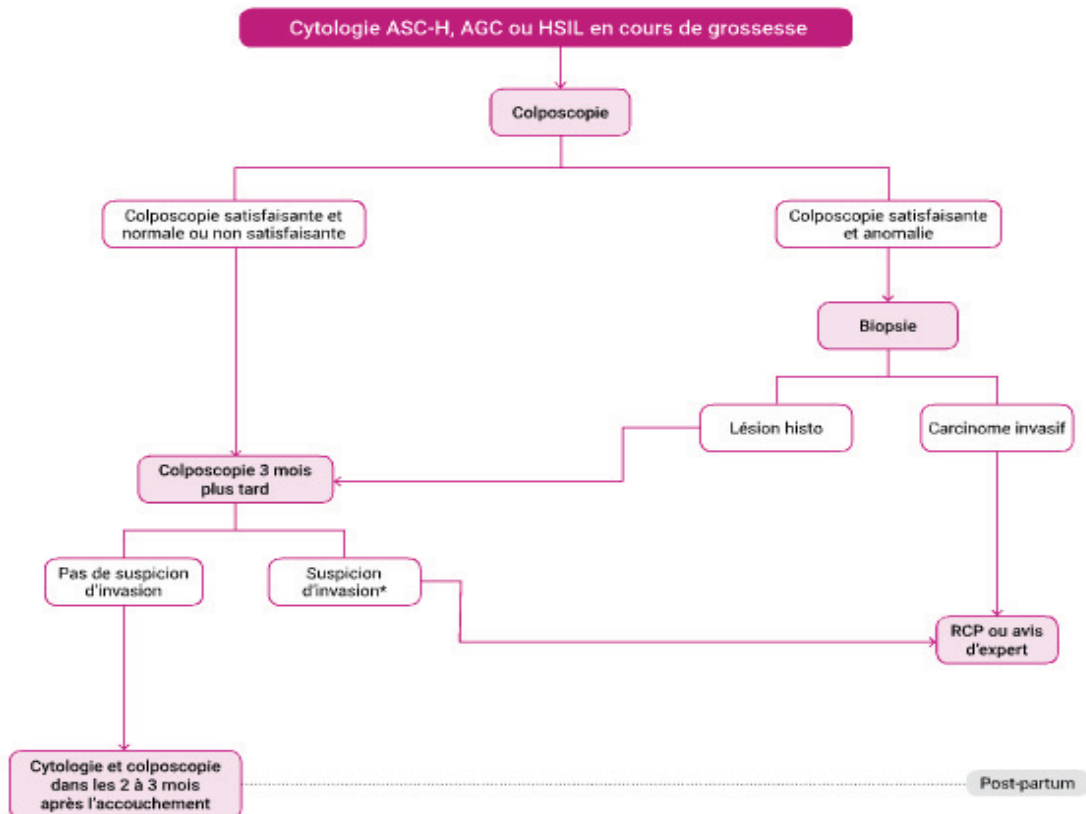 Cytologie ASC-H, AGC ou HSIL en cours de grossesse
Colposcopie
Colposcopie satisfaisante et
normale ou non satisfaisante
Colposcopie satisfaisante
et anomalie
Biopsie
Lésion histo
Carcinome invasif
Colposcopie 3 mois
plus tard
Pas de suspicion
d'invasion
Suspicion
d'invasion*
RCP ou avis
d'expert
Cytologie et colposcopie
dans les 2 à 3 mois
après l'accouchement
Post-partum